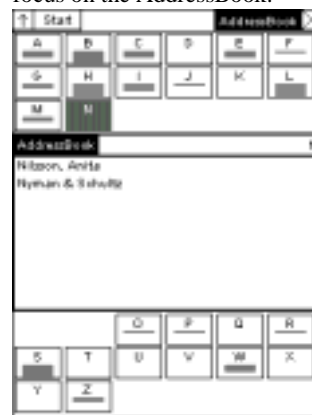 focus on the AddressBook.
↑ Start AddressBook
A B C D E F
G H I J K L
M N
AddressBook
Nilsson, Anita
Nyman & Schultz
O P Q R
S T U V W X
Y Z